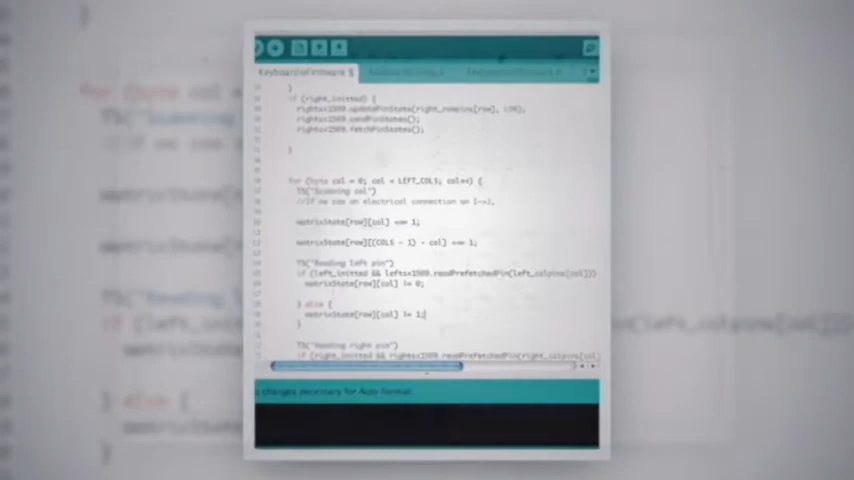 KeyboardioFirmware §
}
if (right_initted) {
rightsx1509.updatePinState(right_rowpins[row], LOW);
rightsx1509.sendPinStates();
rightsx1509.fetchPinStates();
}
for (byte col = 0; col < LEFT_COLS; col++) {
TS("Scanning col")
//If we see an electrical connection on I->J,
matrixState[row][col] <<= 1;
matrixState[row][(COLS - 1) - col] <<= 1;
TS("Reading left pin")
if (left_initted && leftsx1509.readPrefetchedPin(left_colpins[col]))
matrixState[row][col] |= 0;
} else {
matrixState[row][col] |= 1;
}
TS("Reading right pin")
if (right_initted && rightsx1509.readPrefetchedPin(right_colpins[col]
changes necessary for Auto Format.